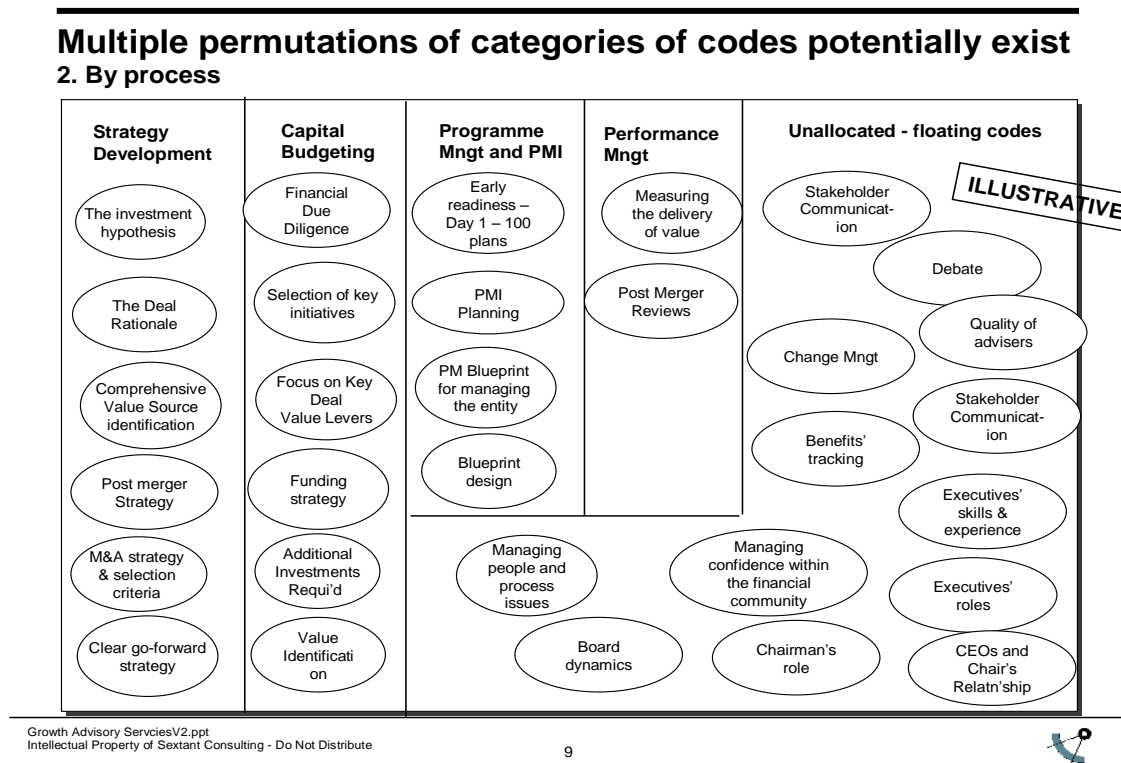 Multiple permutations of categories of codes potentially exist
2. By process
Strategy
Development
The investment
hypothesis
The Deal
Rationale
Comprehensive
Value Source
identification
Post merger
Strategy
M&A strategy
& selection
criteria
Clear go-forward
strategy
Capital
Budgeting
Financial
Due
Diligence
Selection of key
initiatives
Focus on Key
Deal
Value Levers
Funding
strategy
Additional
Investments
Requi'd
Value
Identificati
on
Programme
Mngt and PMI
Early
readiness –
Day 1 – 100
plans
PMI
Planning
PM Blueprint
for managing
the entity
Blueprint
design
Performance
Mngt
Measuring
the delivery
of value
Post Merger
Reviews
Unallocated - floating codes
ILLUSTRATIVE
Stakeholder
Communicat-
ion
Debate
Quality of
advisers
Change Mngt
Stakeholder
Communicat-
ion
Benefits'
tracking
Executives'
skills &
experience
Managing
people and
process
issues
Managing
confidence within
the financial
community
Executives'
roles
Board
dynamics
Chairman's
role
CEOs and
Chair's
Relatn'ship
Growth Advisory ServciesV2.ppt
Intellectual Property of Sextant Consulting - Do Not Distribute
9